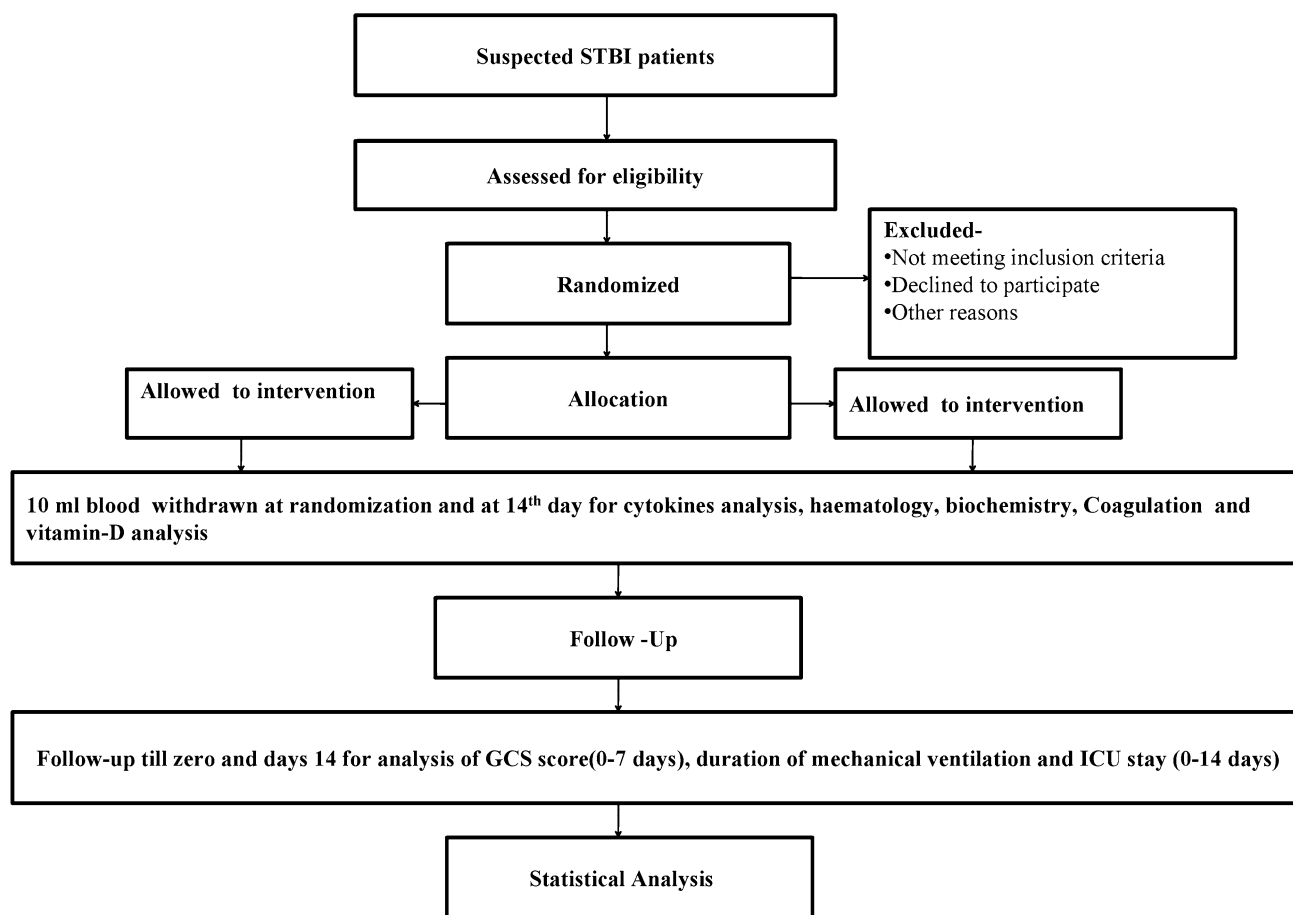 Suspected STBI patients
Assessed for eligibility
Randomized
Excluded-
•Not meeting inclusion criteria
•Declined to participate
•Other reasons
Allowed to intervention
Allocation
Allowed to intervention
10 ml blood withdrawn at randomization and at 14th day for cytokines analysis, haematology, biochemistry, Coagulation and
vitamin-D analysis
Follow -Up
Follow-up till zero and days 14 for analysis of GCS score(0-7 days), duration of mechanical ventilation and ICU stay (0-14 days)
Statistical Analysis